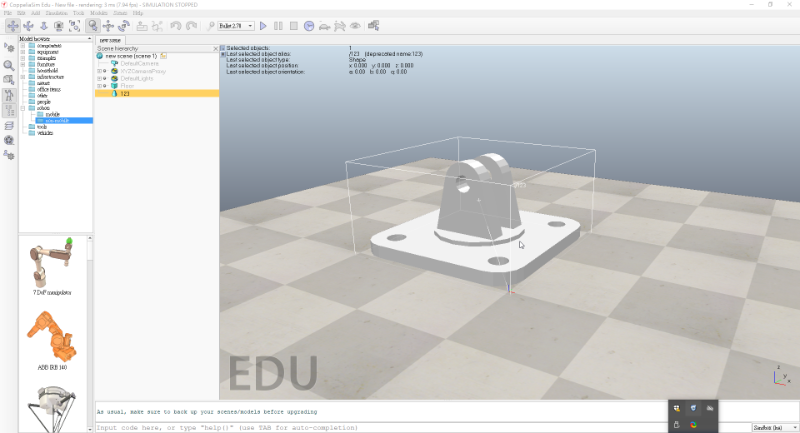 CoppeliaSim Edu - New file - rendering: 3 ms (7.94 fps) - SIMULATION STOPPED
File Edit Add Simulation Tools Modules Scenes Help
Bullet 2.78
Model browser
components
equipment
examples
furniture
household
infrastructure
nature
office items
other
people
robots
mobile
non-mobile
tools
vehicles
7 DoF manipulator
ABB IRB 140
Scene hierarchy
new scene (scene 1)
DefaultCamera
XYZCameraProxy
DefaultLights
Floor
123
new scene
Selected objects: 1
Last selected object alias: /123 (deprecated name:123)
Last selected object type: Shape
Last selected object position: x: 0.000 y: 0.000 z: 0.000
Last selected object orientation: a: 0.00 b: 0.00 g: 0.00
EDU
z
y
x
As usual, make sure to back up your scenes/models before upgrading
Input code here, or type "help()" (use TAB for auto-completion)
Sandbox (lua)